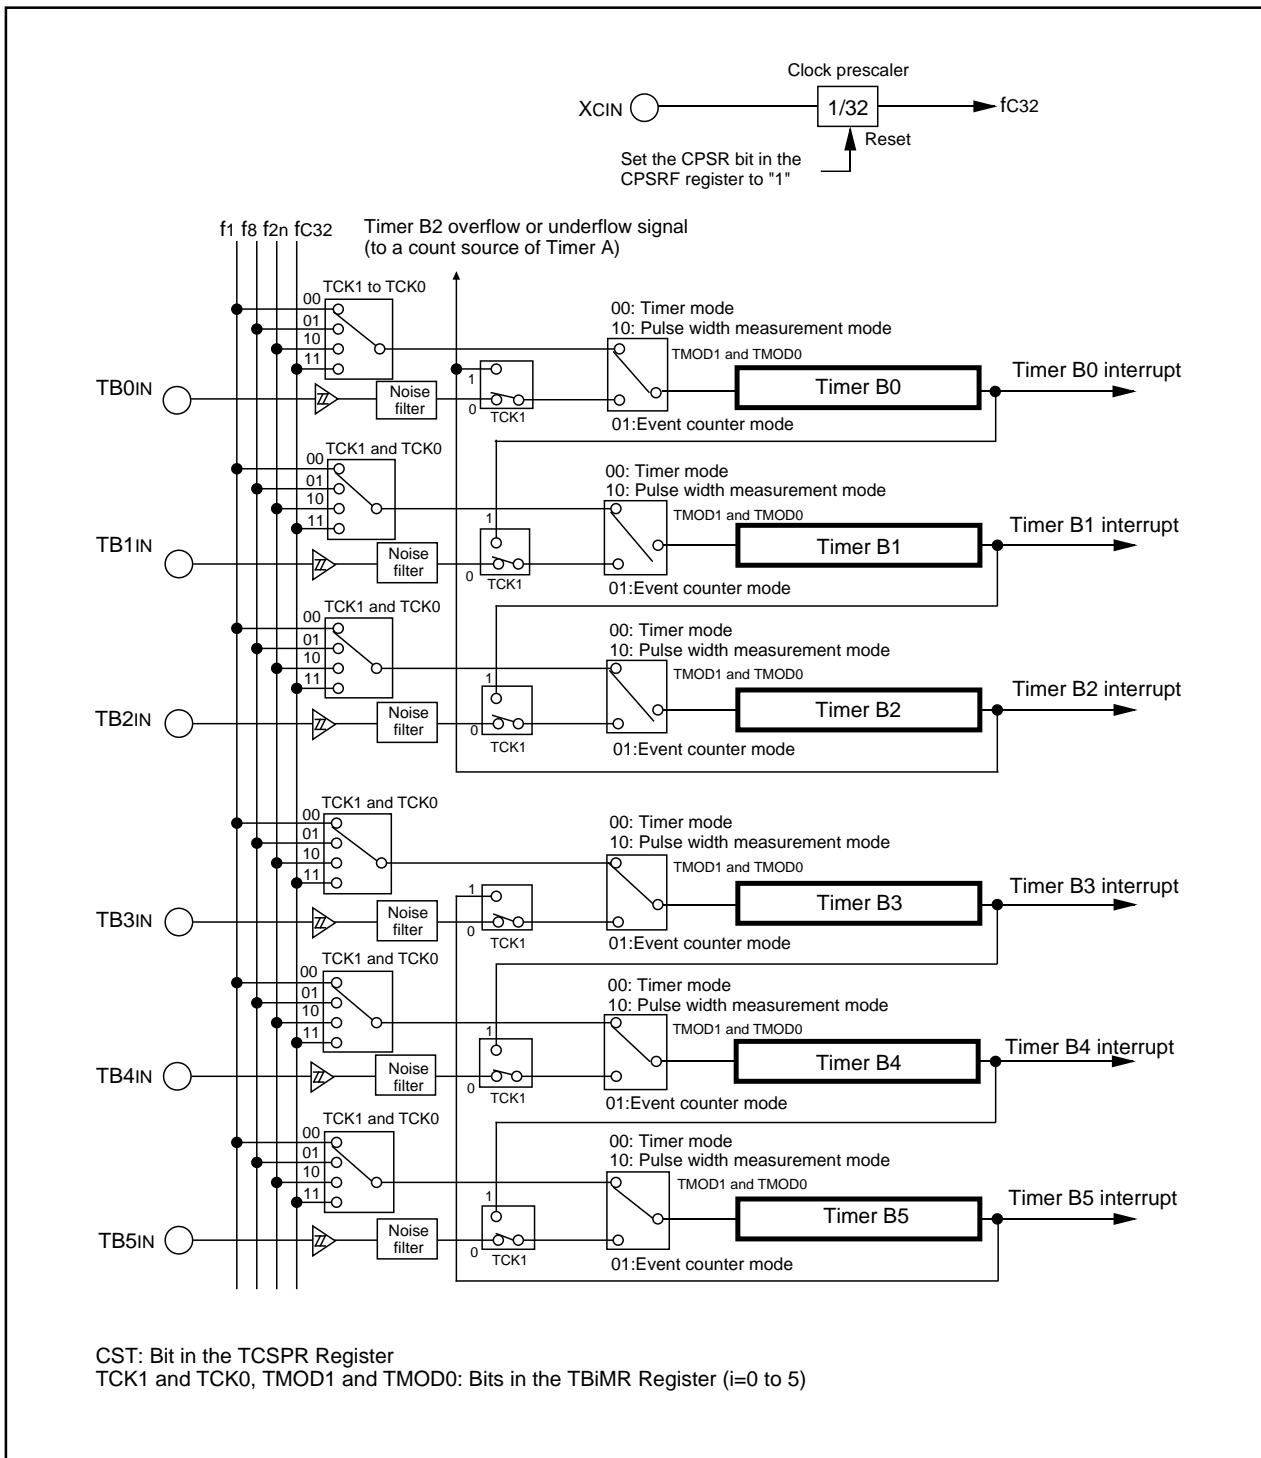 Clock prescaler
XCIN
1/32
fC32
Reset
Set the CPSR bit in the
CPSRF register to "1"
f1 f8 f2n fC32
Timer B2 overflow or underflow signal
(to a count source of Timer A)
TCK1 to TCK0
00
01
10
11
00: Timer mode
10: Pulse width measurement mode
TMOD1 and TMOD0
TB0IN
Noise
filter
1
0
TCK1
Timer B0
Timer B0 interrupt
01:Event counter mode
TCK1 and TCK0
00
01
10
11
00: Timer mode
10: Pulse width measurement mode
TMOD1 and TMOD0
TB1IN
Noise
filter
1
0
TCK1
Timer B1
Timer B1 interrupt
01:Event counter mode
TCK1 and TCK0
00
01
10
11
00: Timer mode
10: Pulse width measurement mode
TMOD1 and TMOD0
TB2IN
Noise
filter
1
0
TCK1
Timer B2
Timer B2 interrupt
01:Event counter mode
TCK1 and TCK0
00
01
10
11
00: Timer mode
10: Pulse width measurement mode
TMOD1 and TMOD0
TB3IN
Noise
filter
1
0
TCK1
Timer B3
Timer B3 interrupt
01:Event counter mode
TCK1 and TCK0
00
01
10
11
00: Timer mode
10: Pulse width measurement mode
TMOD1 and TMOD0
TB4IN
Noise
filter
1
0
TCK1
Timer B4
Timer B4 interrupt
01:Event counter mode
TCK1 and TCK0
00
01
10
11
00: Timer mode
10: Pulse width measurement mode
TMOD1 and TMOD0
TB5IN
Noise
filter
1
0
TCK1
Timer B5
Timer B5 interrupt
01:Event counter mode
CST: Bit in the TCSPR Register
TCK1 and TCK0, TMOD1 and TMOD0: Bits in the TBiMR Register (i=0 to 5)